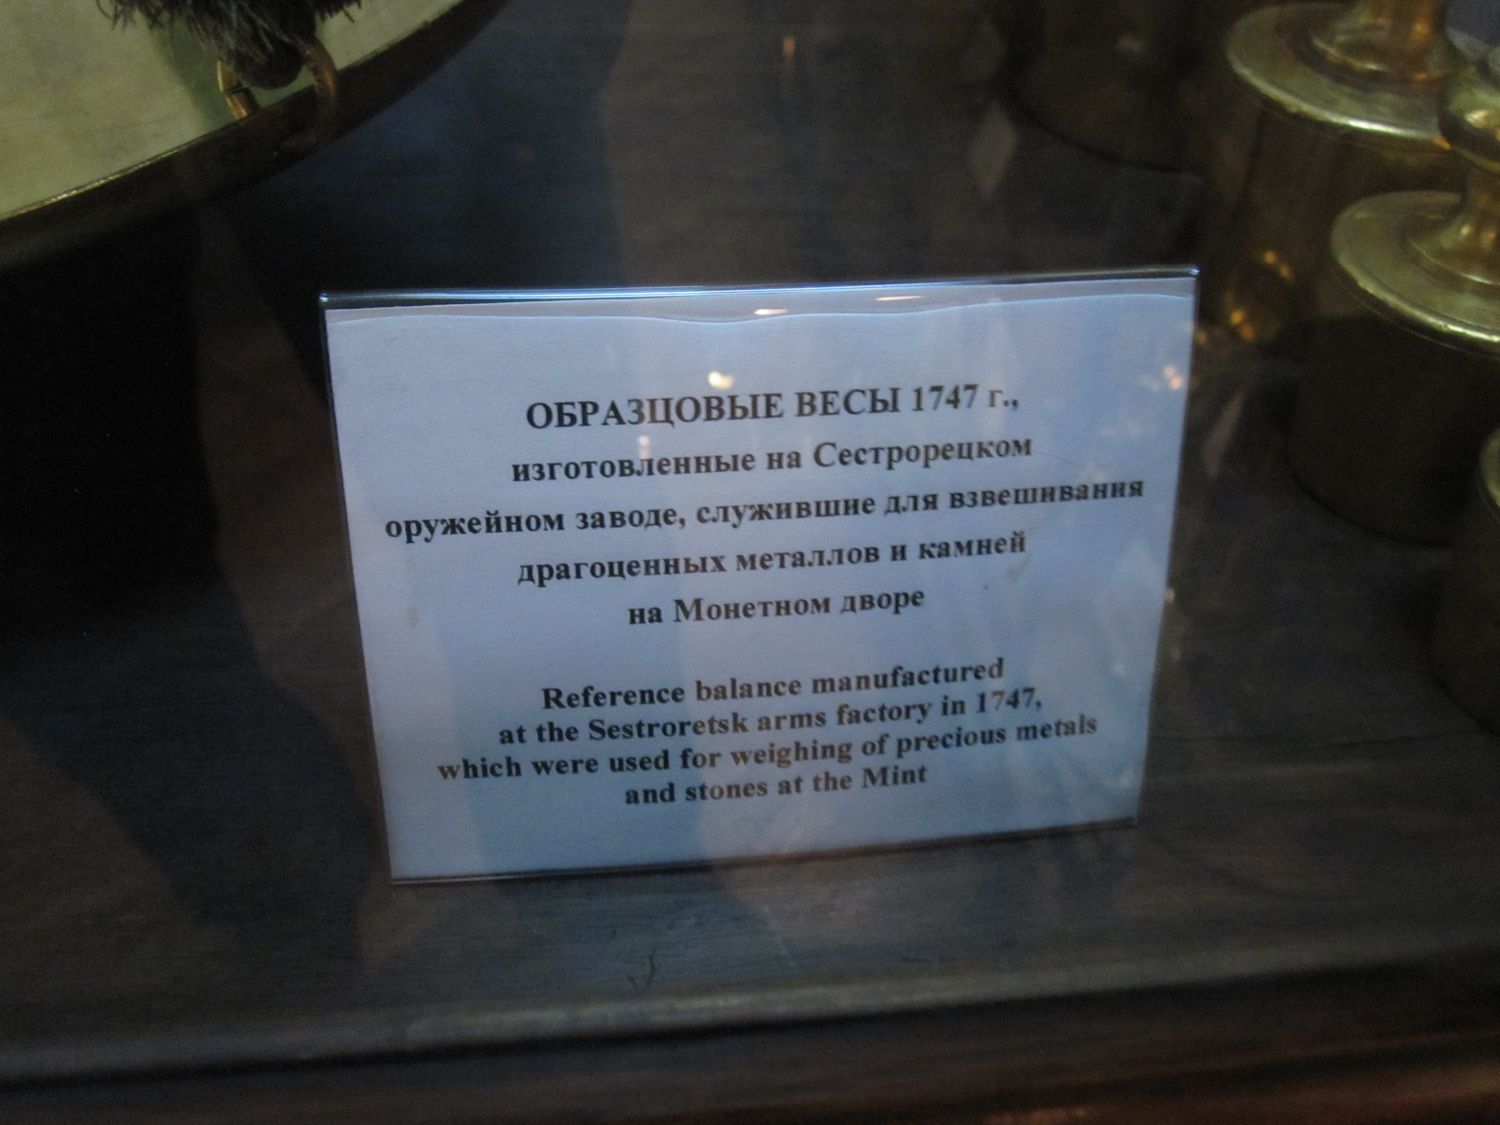 ОБРАЗЦОВЫЕ ВЕСЫ 1747 г.,
изготовленные на Сестрорецком
оружейном заводе, служившие для взвешивания
драгоценных металлов и камней
на Монетном дворе
Reference balance manufactured
at the Sestroretsk arms factory in 1747,
which were used for weighing of precious metals
and stones at the Mint